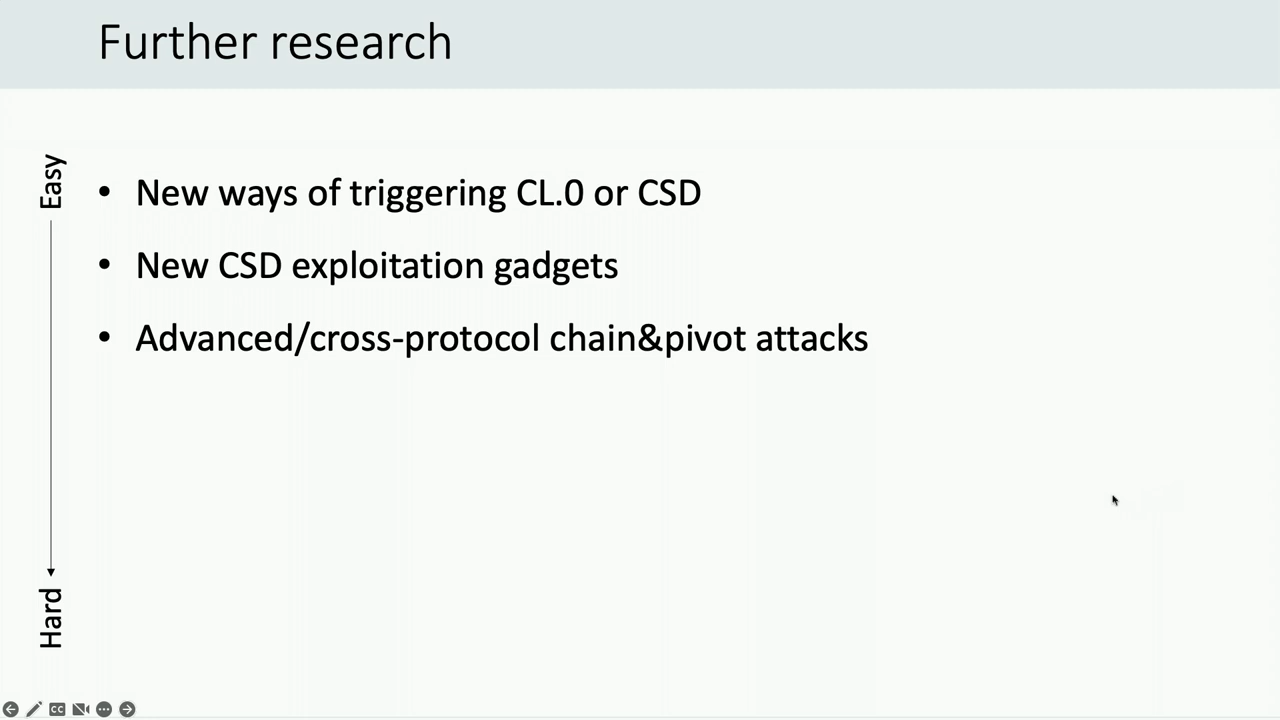 Further research
Easy
• New ways of triggering CL.0 or CSD
• New CSD exploitation gadgets
• Advanced/cross-protocol chain&pivot attacks
Hard
CC